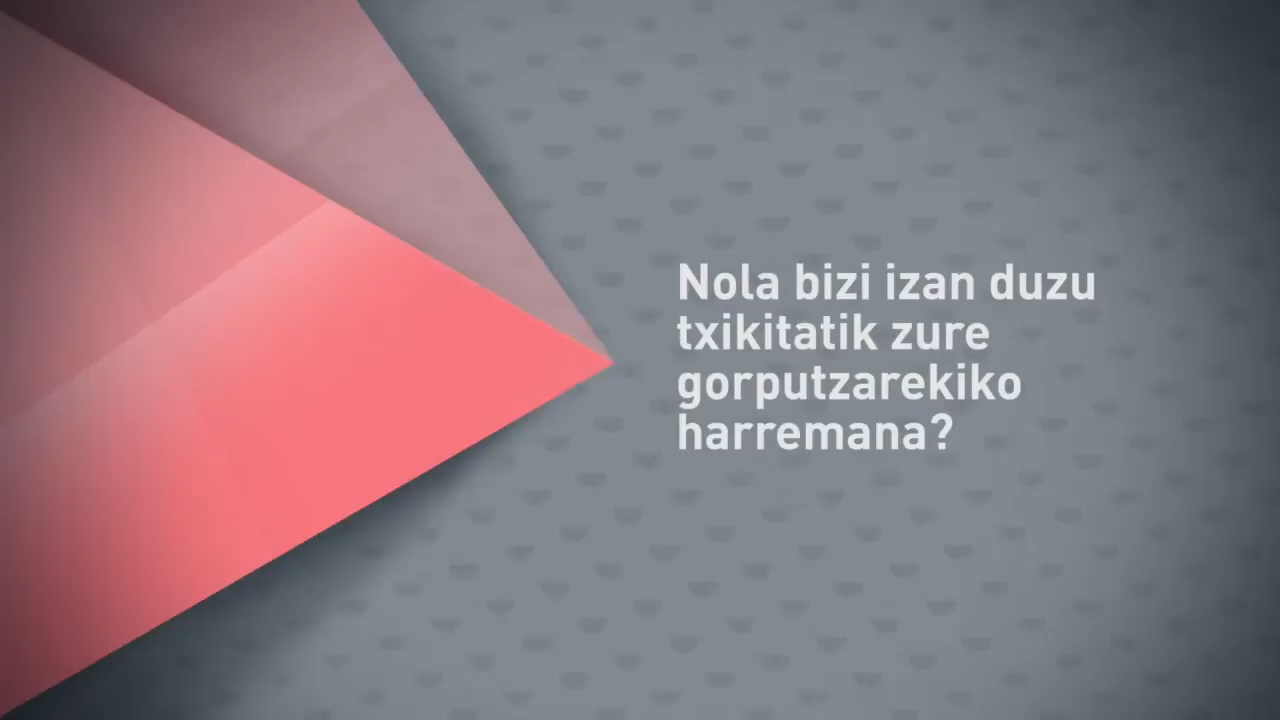 Nola bizi izan duzu
txikitatik zure
gorputzarekiko
harremana?